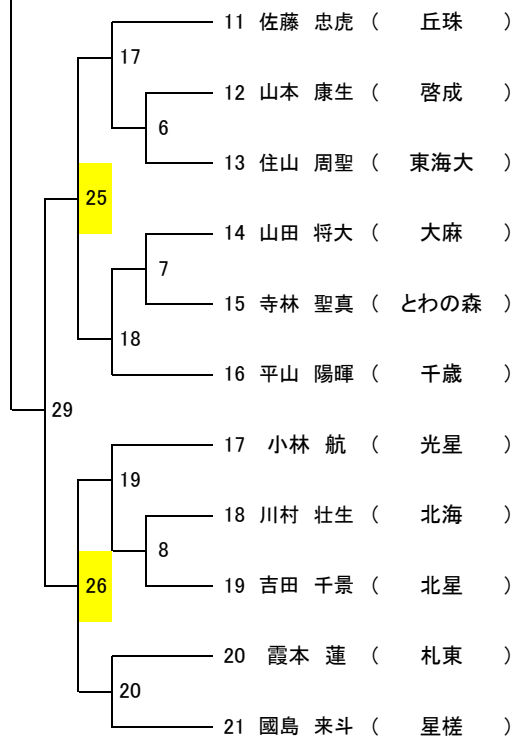 11 佐藤 忠虎 （ 丘珠 ）
17
12 山本 康生 （ 啓成 ）
6
13 住山 周聖 （ 東海大 ）
25
14 山田 将大 （ 大麻 ）
7
15 寺林 聖真 （ とわの森 ）
18
16 平山 陽暉 （ 千歳 ）
29
17 小林 航 （ 光星 ）
19
18 川村 壮生 （ 北海 ）
8
19 吉田 千景 （ 北星 ）
26
20 霞本 蓮 （ 札東 ）
20
21 國島 来斗 （ 星槎 ）